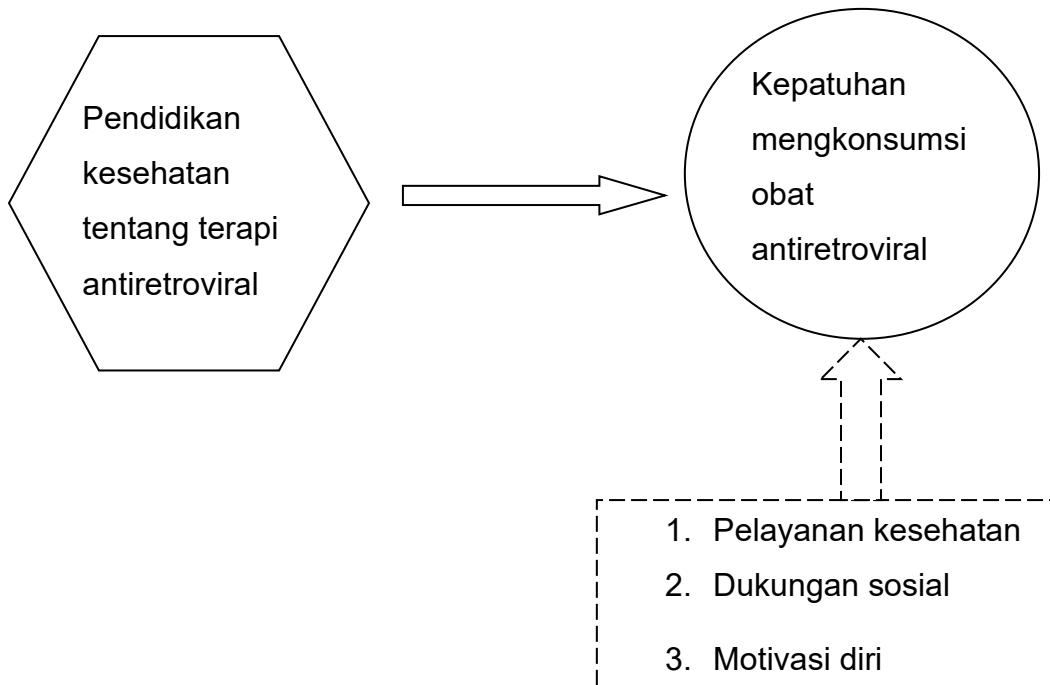 Pendidikan
kesehatan
tentang terapi
antiretroviral
Kepatuhan
mengkonsumsi
obat
antiretroviral
1. Pelayanan kesehatan
2. Dukungan sosial
3. Motivasi diri